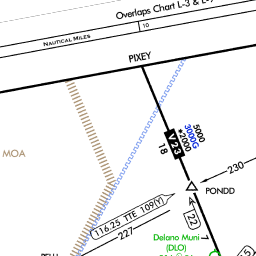 Overlaps Chart L-3 &
NAUTICAL MILES
10
PIXEY
5000
3000G
*2000
V23
18
MOA
230
PONDD
116.25 TTE 109(Y)
227
22
Delano Muni
(DLO)
15